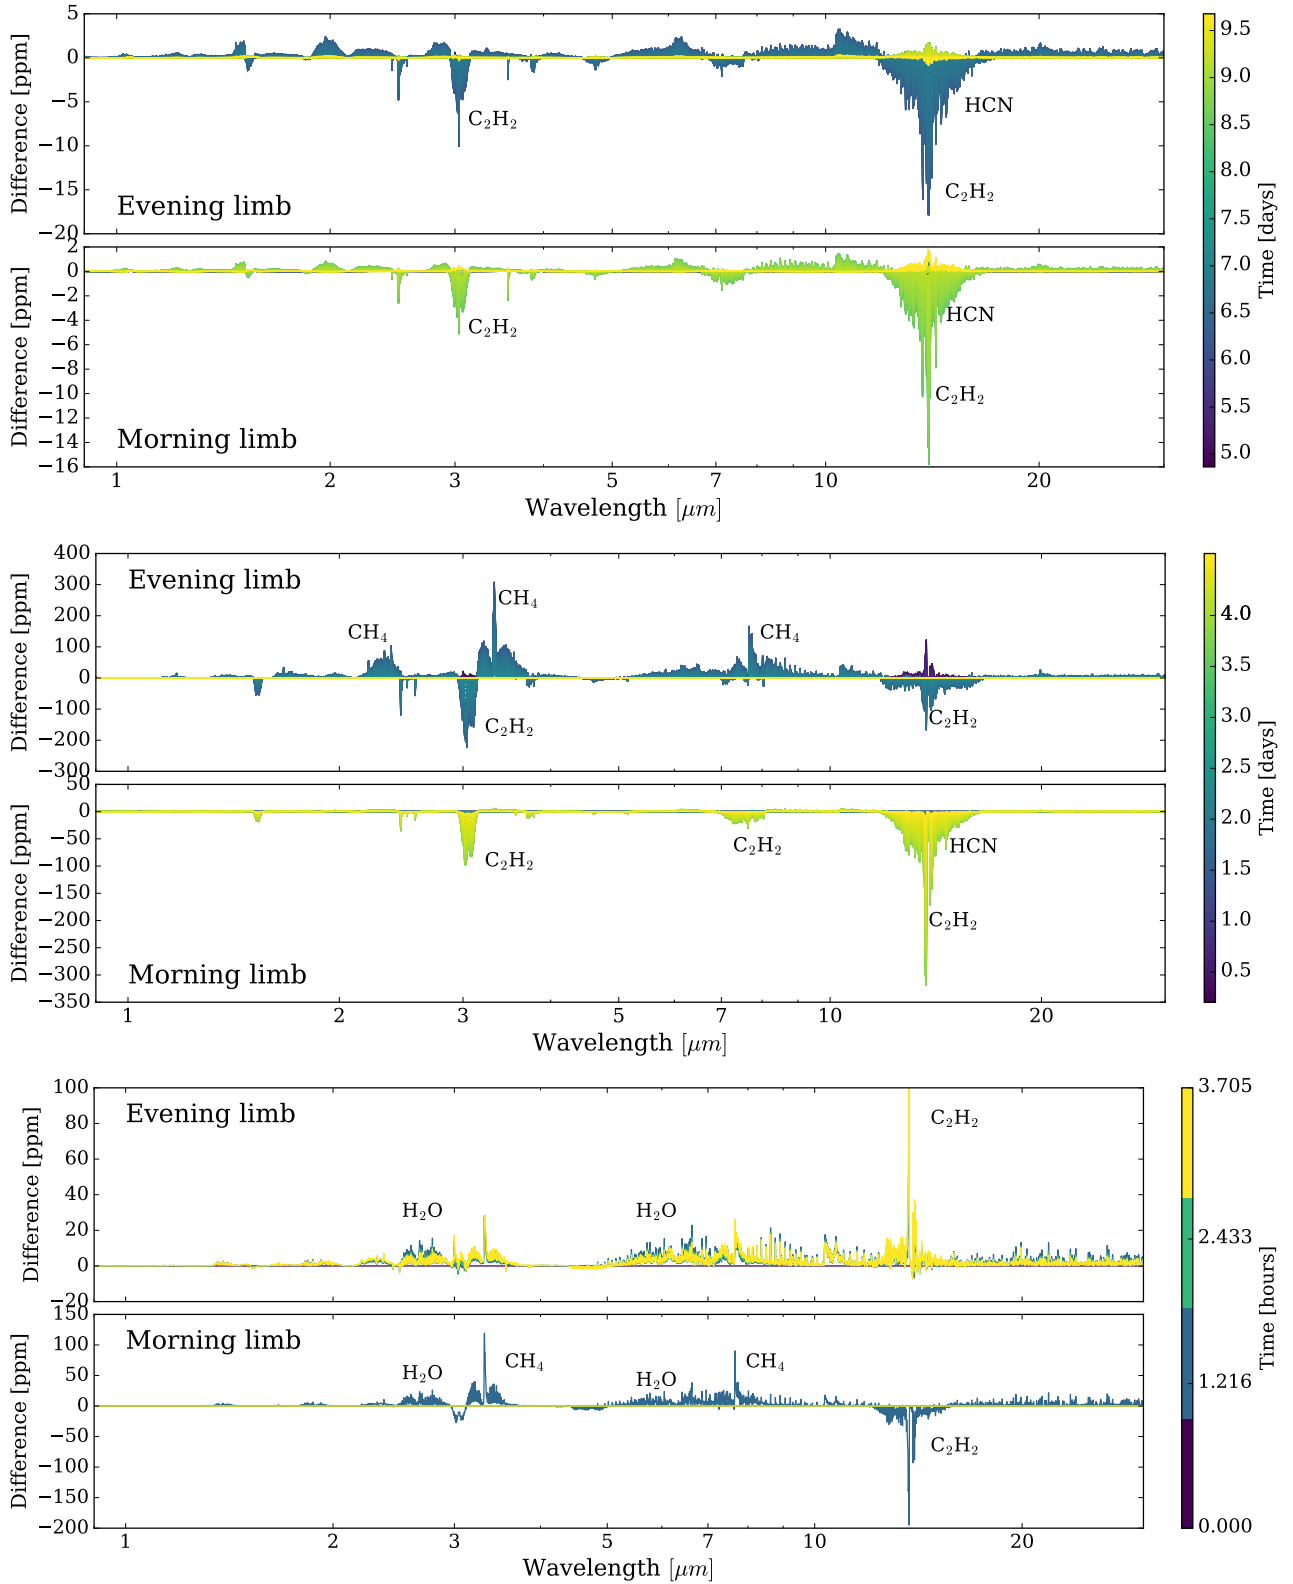 5
0
−5
−10
−15
−20
Difference [ppm]
C₂H₂
HCN
C₂H₂
Evening limb
2
0
−2
−4
−6
−8
−10
−12
−14
−16
Difference [ppm]
C₂H₂
HCN
C₂H₂
Morning limb
1 2 3 5 7 10 20
Wavelength [μm]
9.5
9.0
8.5
8.0
7.5
7.0
6.5
6.0
5.5
5.0
Time [days]
400
300
200
100
0
−100
−200
−300
Difference [ppm]
Evening limb
CH₄
CH₄
CH₄
C₂H₂
C₂H₂
50
0
−50
−100
−150
−200
−250
−300
−350
Difference [ppm]
C₂H₂
C₂H₂
HCN
C₂H₂
Morning limb
1 2 3 5 7 10 20
Wavelength [μm]
4.0
3.5
3.0
2.5
2.0
1.5
1.0
0.5
Time [days]
100
80
60
40
20
0
−20
Difference [ppm]
Evening limb
C₂H₂
H₂O
H₂O
150
100
50
0
−50
−100
−150
−200
Difference [ppm]
Morning limb
H₂O
CH₄
H₂O
CH₄
C₂H₂
1 2 3 5 7 10 20
Wavelength [μm]
3.705
2.433
1.216
0.000
Time [hours]